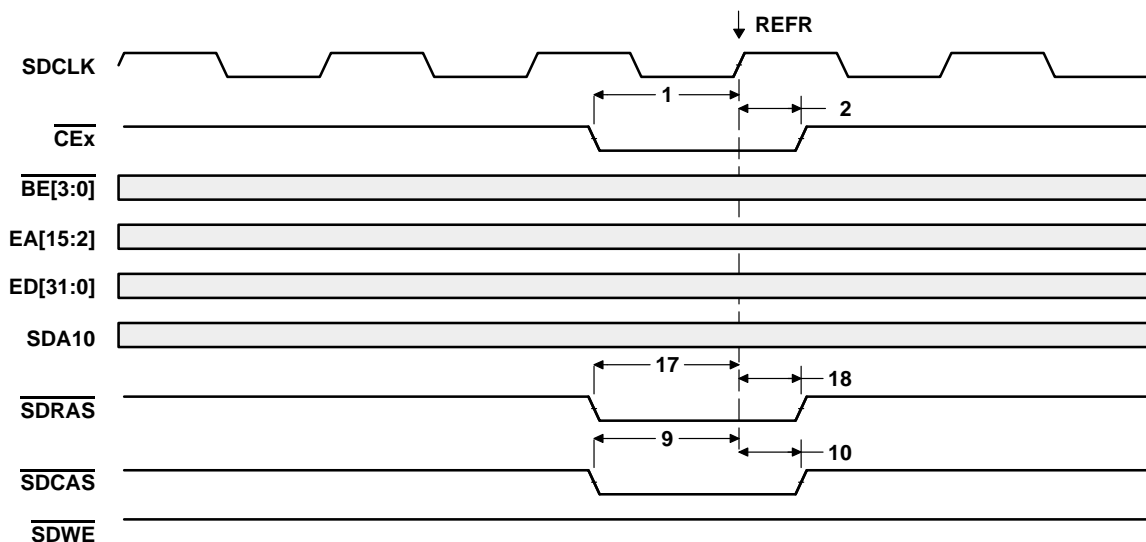 REFR
SDCLK
1
2
CEx
BE[3:0]
EA[15:2]
ED[31:0]
SDA10
17
18
SDRAS
9
10
SDCAS
SDWE